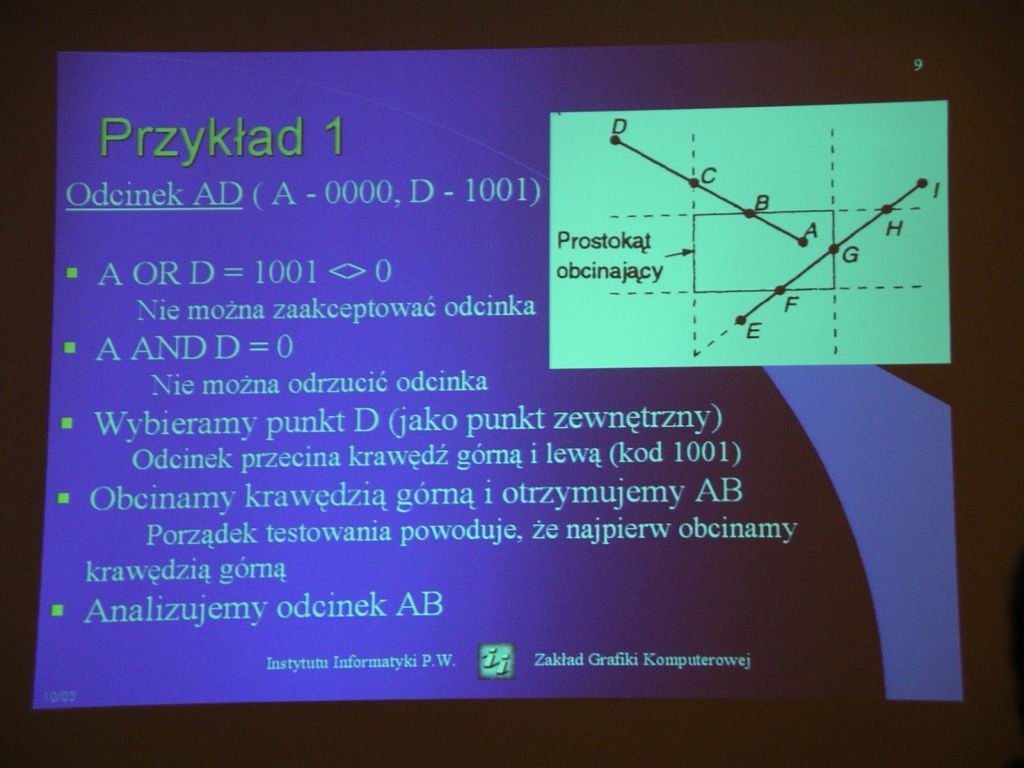 9
Przykład 1
Odcinek AD ( A - 0000, D - 1001)
A OR D = 1001 <> 0
Nie można zaakceptować odcinka
A AND D = 0
Nie można odrzucić odcinka
Wybieramy punkt D (jako punkt zewnętrzny)
Odcinek przecina krawędź górną i lewą (kod 1001)
Obcinamy krawędzią górną i otrzymujemy AB
Porządek testowania powoduje, że najpierw obcinamy
krawędzią górną
Analizujemy odcinek AB
D
C
B
A
I
H
G
F
E
Prostokąt
obcinający
Instytutu Informatyki P.W.
ii
Zakład Grafiki Komputerowej
10/03